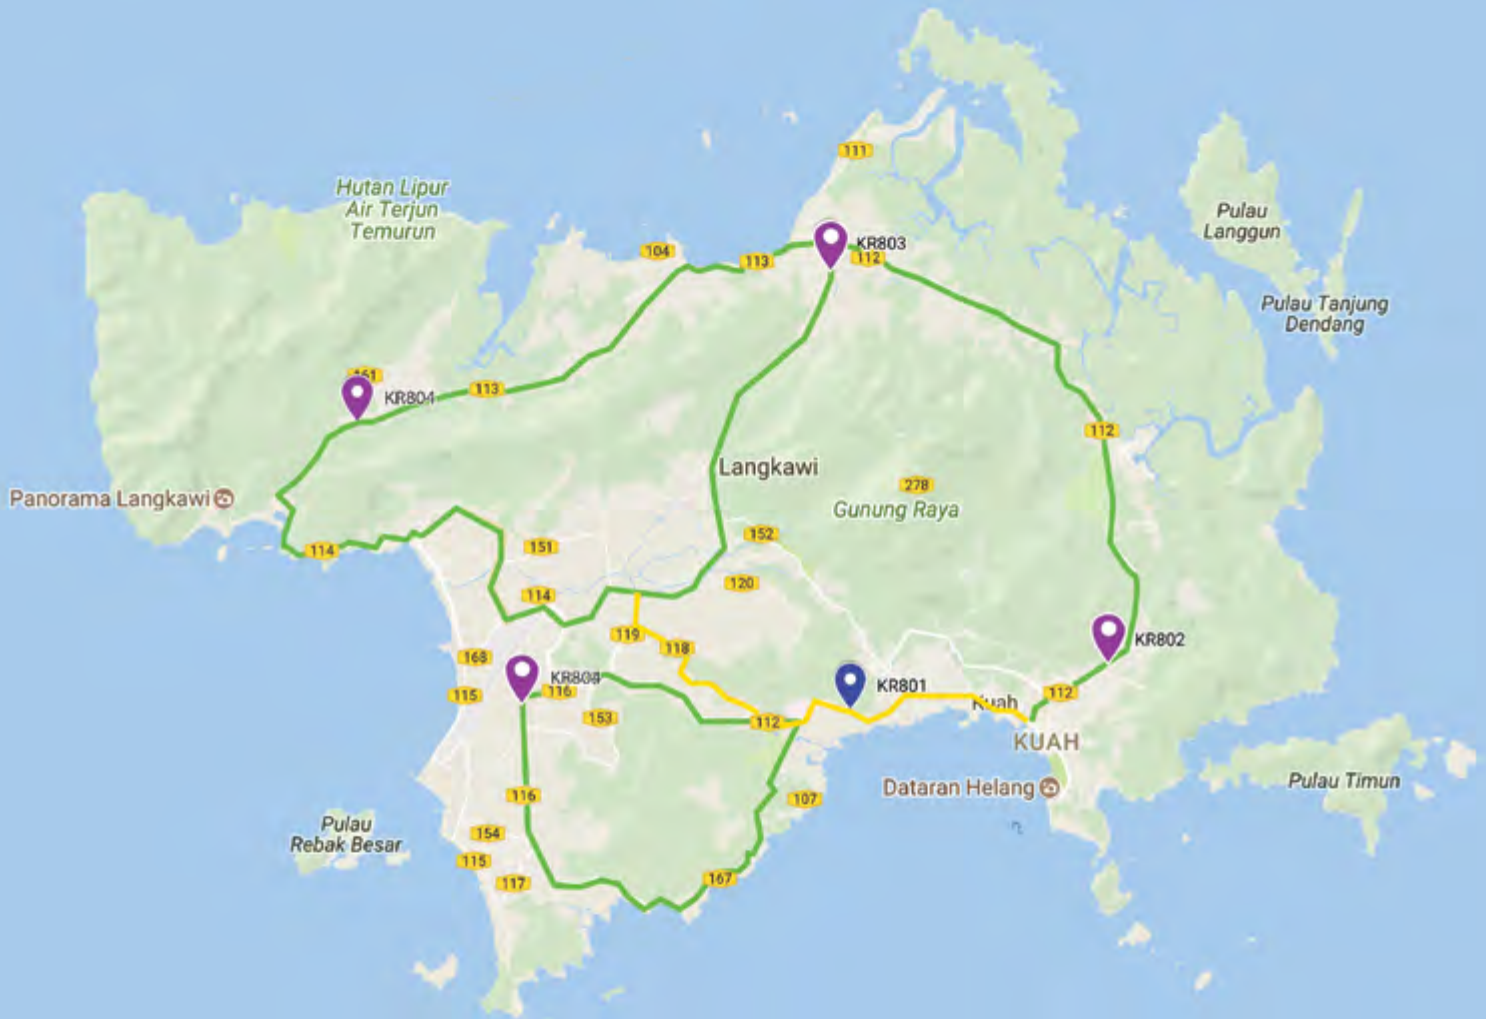 111
Hutan Lipur
Air Terjun
Temurun
Pulau
Langgun
104
113
KR803
112
Pulau Tanjung
Dendang
161
KR804
113
112
Langkawi
278
Gunung Raya
Panorama Langkawi
114
151
152
120
114
119
118
KR802
168
115
KR804
116
KR801
112
Kuah
153
112
KUAH
Dataran Helang
Pulau Timun
116
107
Pulau
Rebak Besar
154
115
117
167